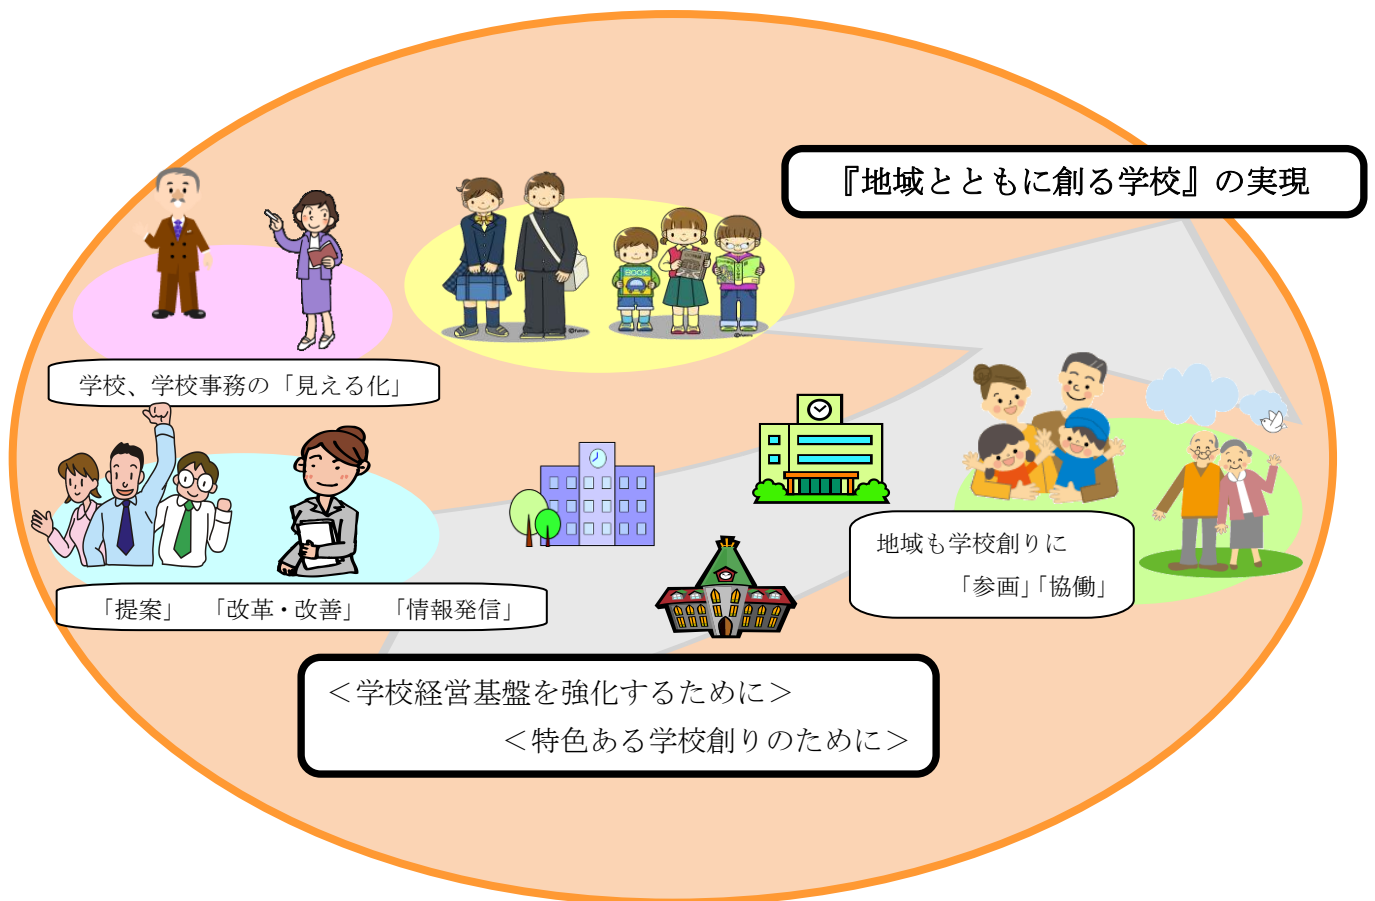 『地域とともに創る学校』の実現
BOOK
学校、学校事務の「見える化」
「提案」　「改革・改善」　「情報発信」
地域も学校創りに
「参画」「協働」
＜学校経営基盤を強化するために＞
＜特色ある学校創りのために＞